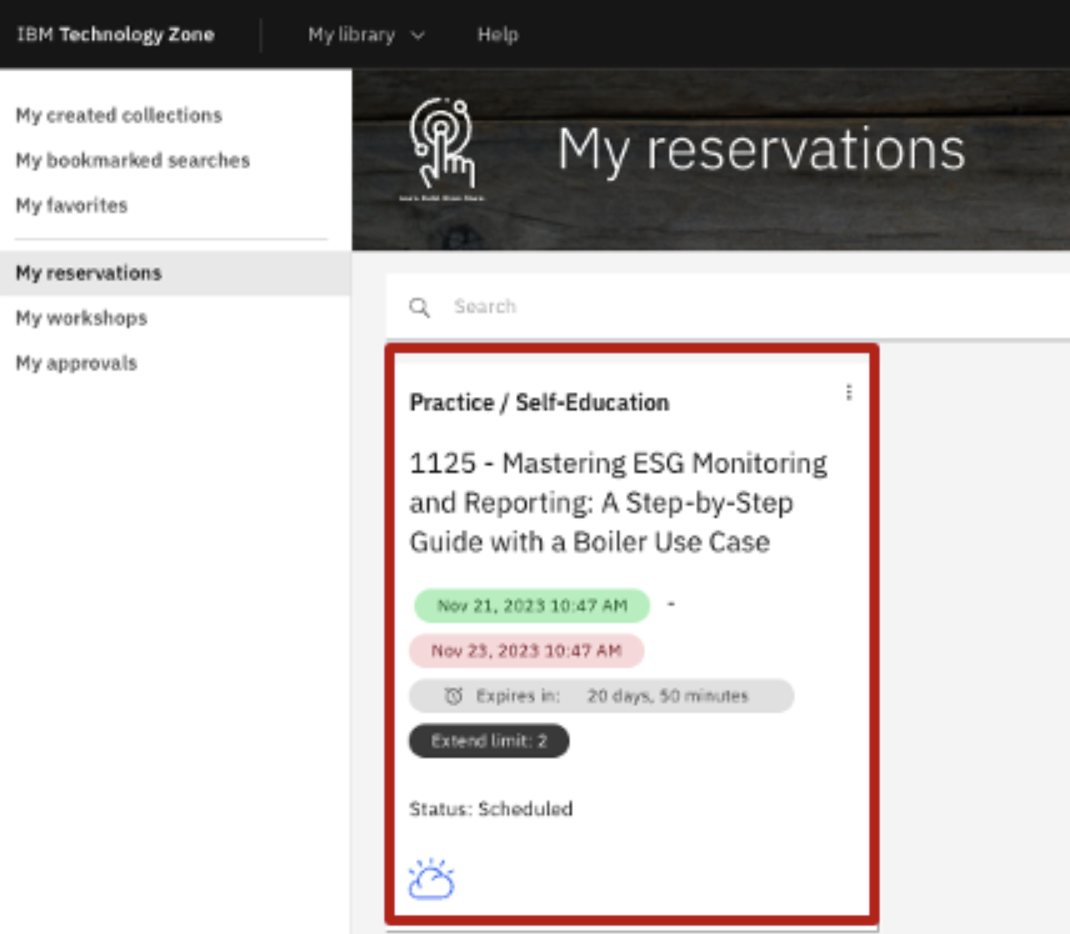 IBM Technology Zone
My library
Help
My created collections
My bookmarked searches
My favorites
My reservations
My workshops
My approvals
My reservations
Search
Practice / Self-Education
1125 - Mastering ESG Monitoring
and Reporting: A Step-by-Step
Guide with a Boiler Use Case
Nov 21, 2023 10:47 AM -
Nov 23, 2023 10:47 AM
Expires in: 20 days, 50 minutes
Extend limit: 2
Status: Scheduled